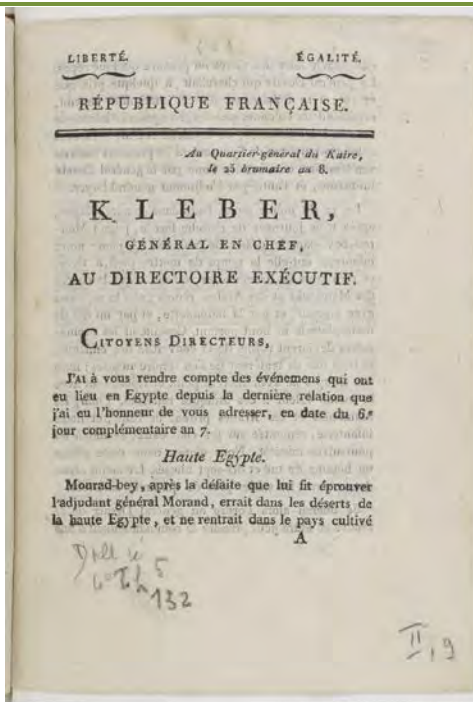 LIBERTÉ. ÉGALITÉ.
RÉPUBLIQUE FRANÇAISE.
Au Quartier-général du Kaire,
le 25 brumaire an 8.
KLEBER,
GÉNÉRAL EN CHEF,
AU DIRECTOIRE EXÉCUTIF.
CITOYENS DIRECTEURS,
J'AI à vous rendre compte des événemens qui ont
eu lieu en Egypte depuis la dernière relation que
j'ai eu l'honneur de vous adresser, en date du 6.e
jour complémentaire an 7.
Haute Egypte.
Mourad-bey, après la défaite que lui fit éprouver
l'adjudant général Morand, errait dans les déserts de
la haute Egypte, et ne rentrait dans le pays cultivé
A
132
II, 9